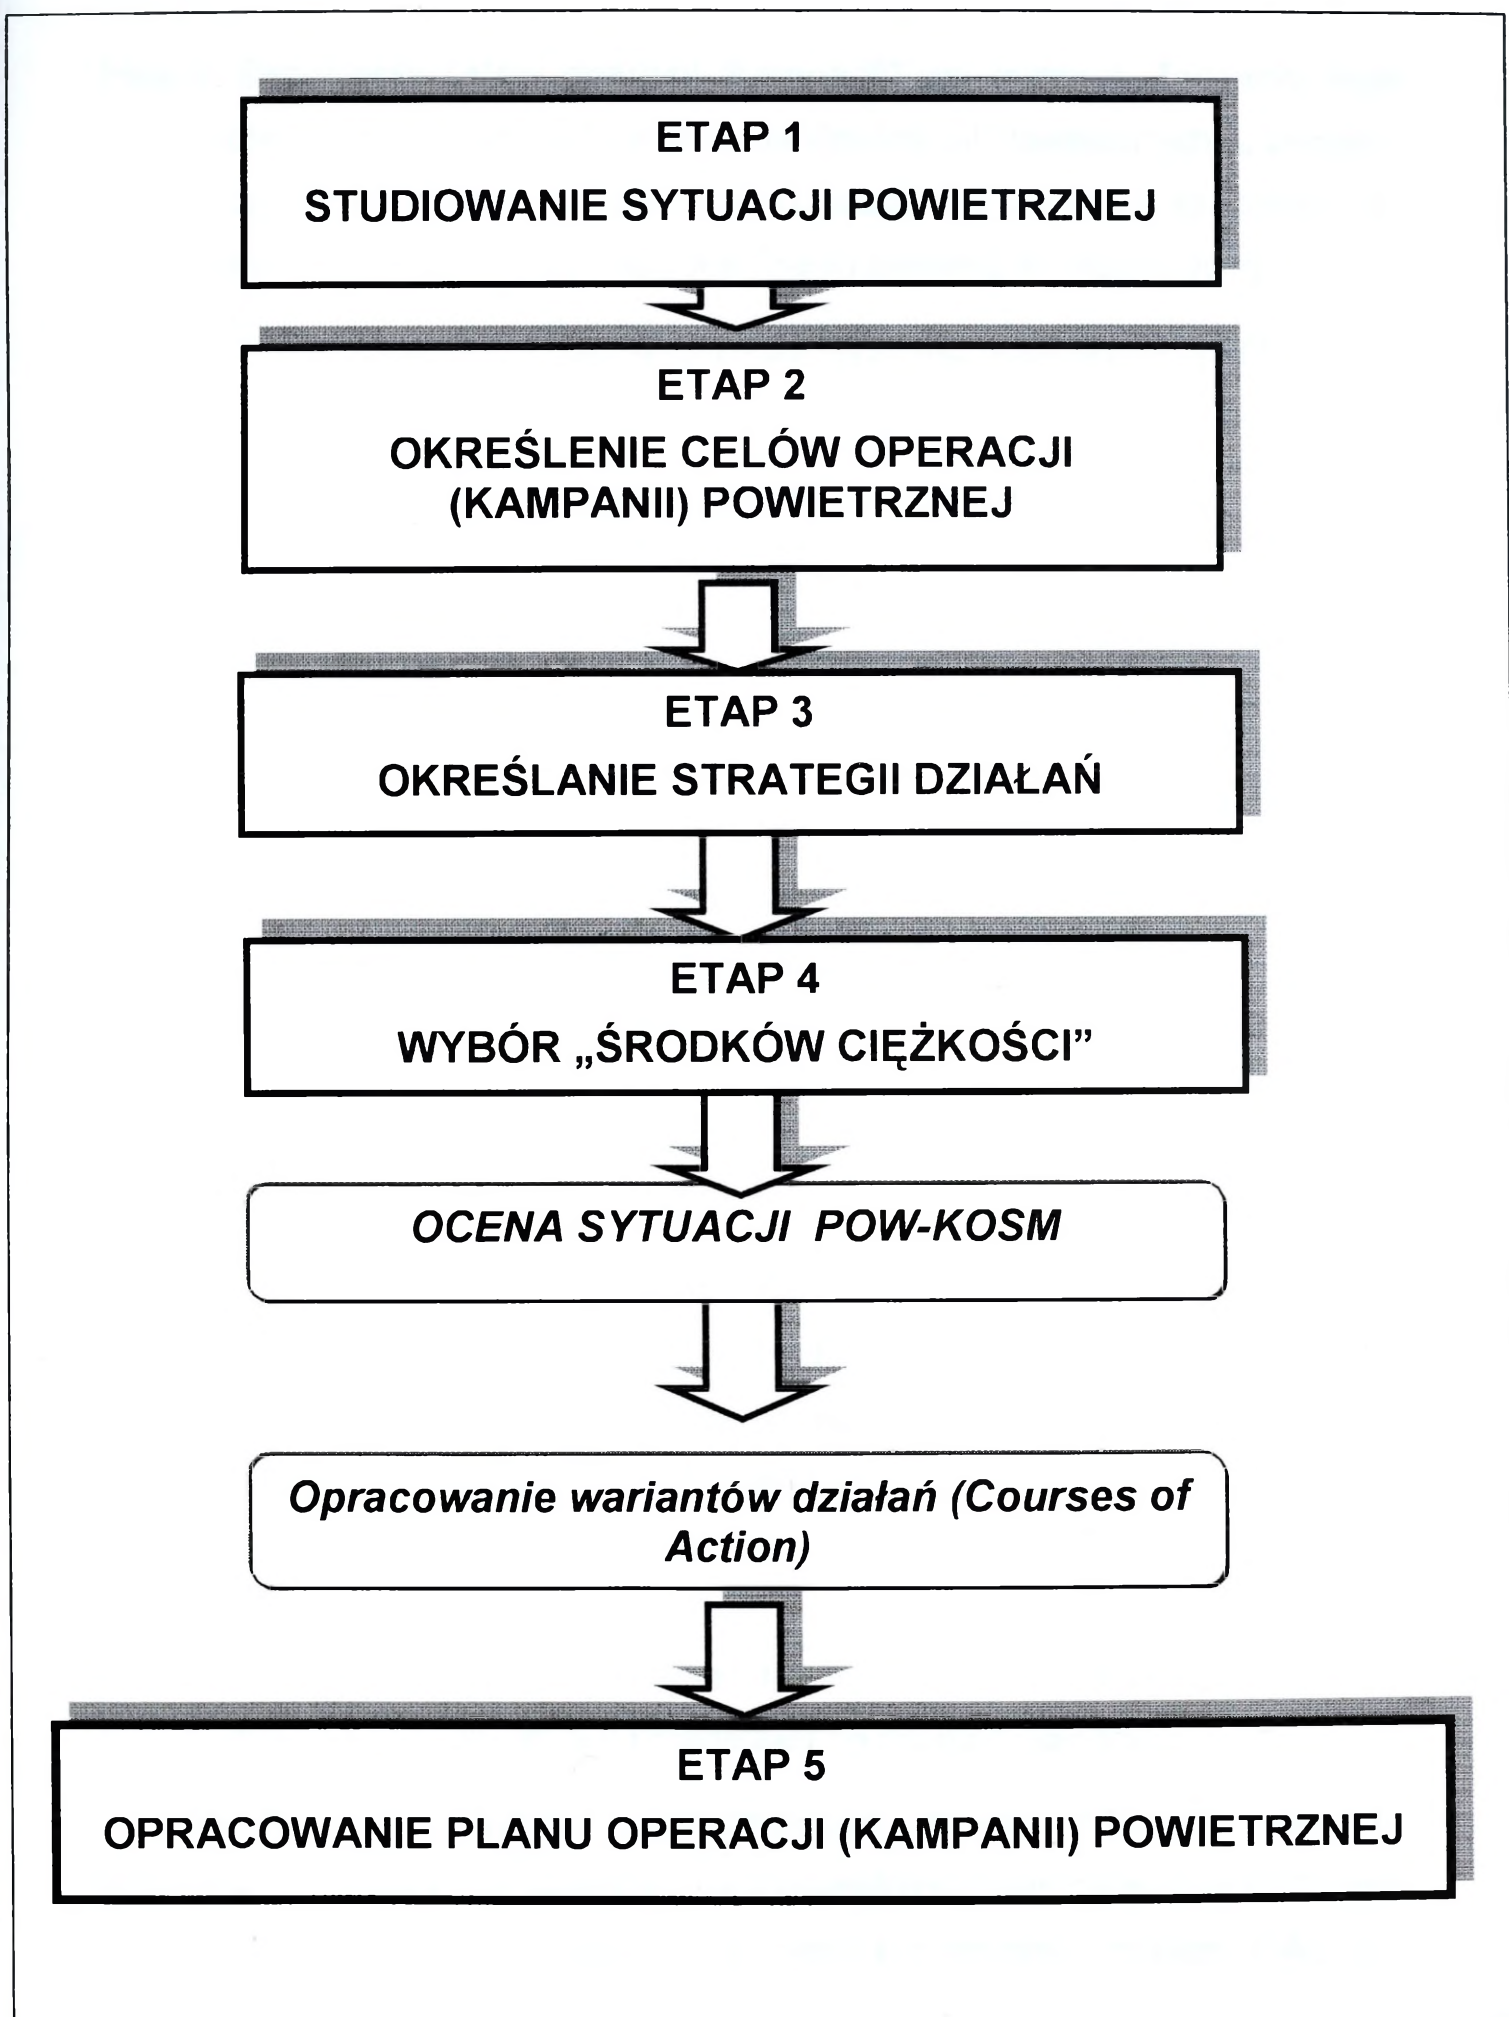 ETAP 1
STUDIOWANIE SYTUACJI POWIETRZNEJ
ETAP 2
OKREŚLENIE CELÓW OPERACJI
(KAMPANII) POWIETRZNEJ
ETAP 3
OKREŚLANIE STRATEGII DZIAŁAŃ
ETAP 4
WYBÓR „ŚRODKÓW CIĘŻKOŚCI”
OCENA SYTUACJI POW-KOSM
Opracowanie wariantów działań (Courses of
Action)
ETAP 5
OPRACOWANIE PLANU OPERACJI (KAMPANII) POWIETRZNEJ